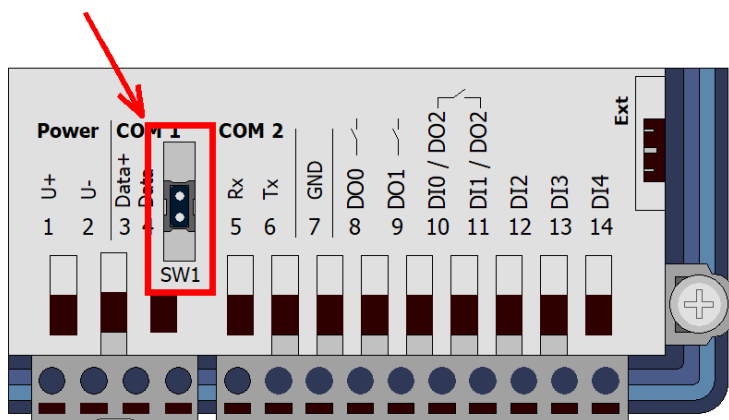 Power COM 1 COM 2 Ext
U+ U- Data+ Data Rx Tx GND DO0 DO1 DI0 / DO2 DI1 / DO2 DI2 DI3 DI4
1 2 3 4 5 6 7 8 9 10 11 12 13 14
SW1